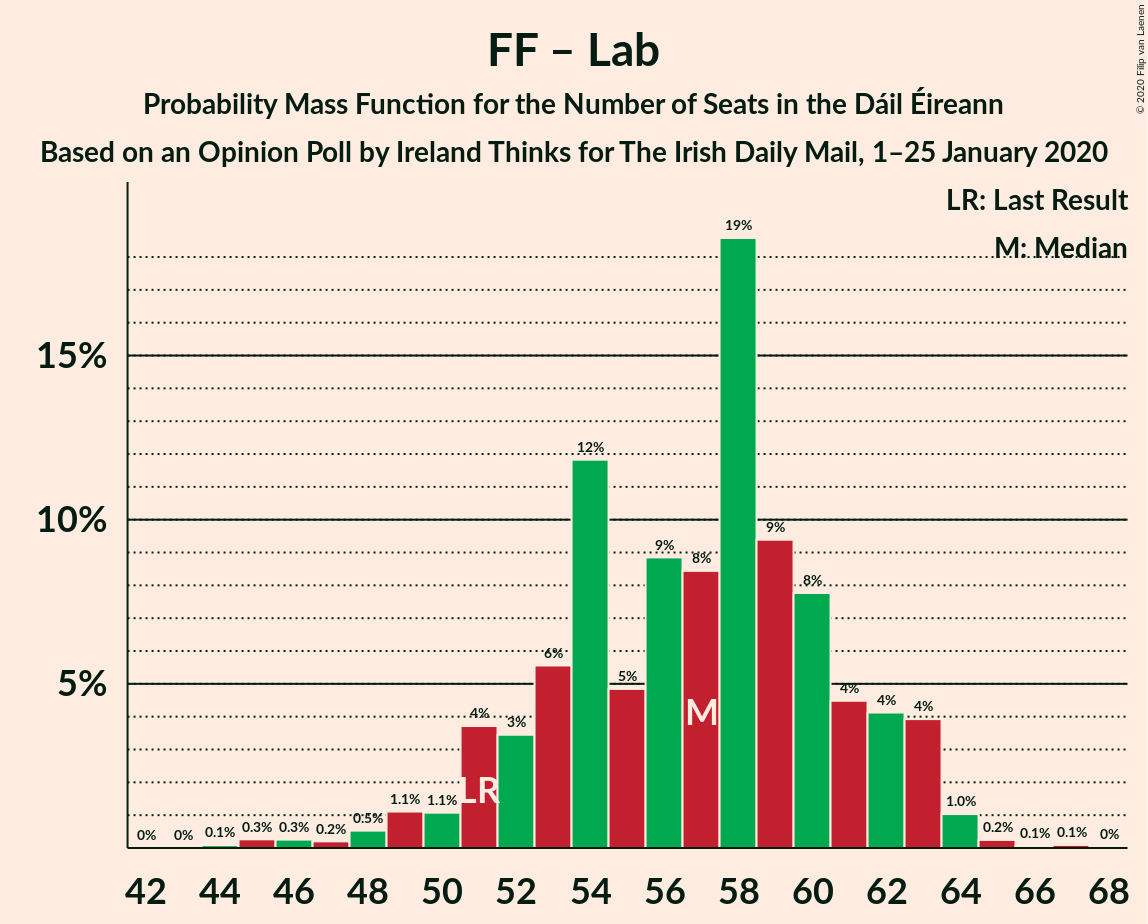 FF – Lab
Probability Mass Function for the Number of Seats in the Dáil Éireann
Based on an Opinion Poll by Ireland Thinks for The Irish Daily Mail, 1–25 January 2020
© 2020 Filip van Laenen
LR: Last Result
M: Median
15%
10%
5%
0% 0% 0.1% 0.3% 0.3% 0.2% 0.5% 1.1% 1.1% 4% 3% 6% 12% 5% 9% 8% 19% 9% 8% 4% 4% 4% 1.0% 0.2% 0.1% 0.1% 0%
LR
M
42 44 46 48 50 52 54 56 58 60 62 64 66 68